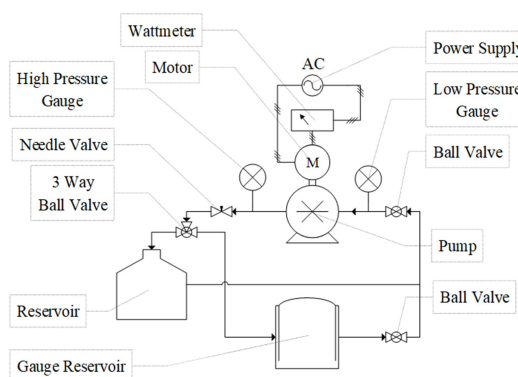 Wattmeter
Motor
AC
Power Supply
High Pressure
Gauge
Low Pressure
Gauge
Needle Valve
Ball Valve
3 Way
Ball Valve
M
Pump
Reservoir
Ball Valve
Gauge Reservoir